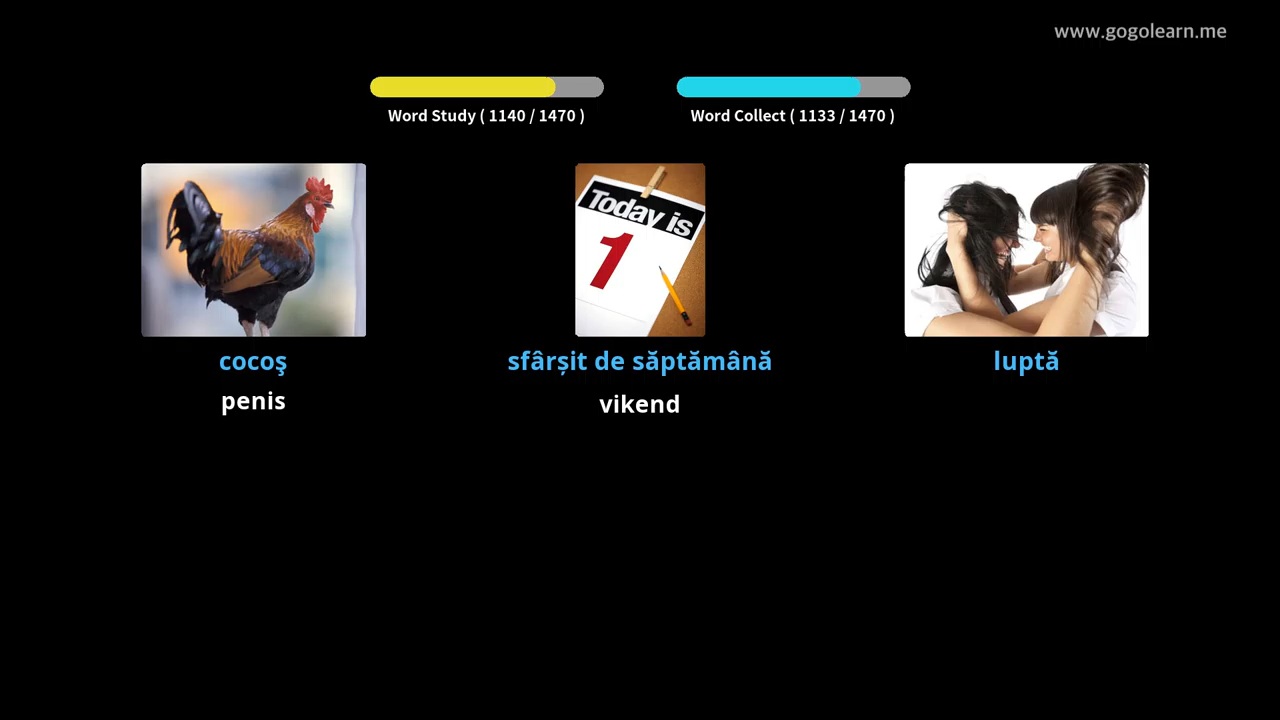 www.gogolearn.me
Word Study ( 1140 / 1470 )
Word Collect ( 1133 / 1470 )
Today is
1
cocoş
sfârșit de săptămână
luptă
penis
vikend